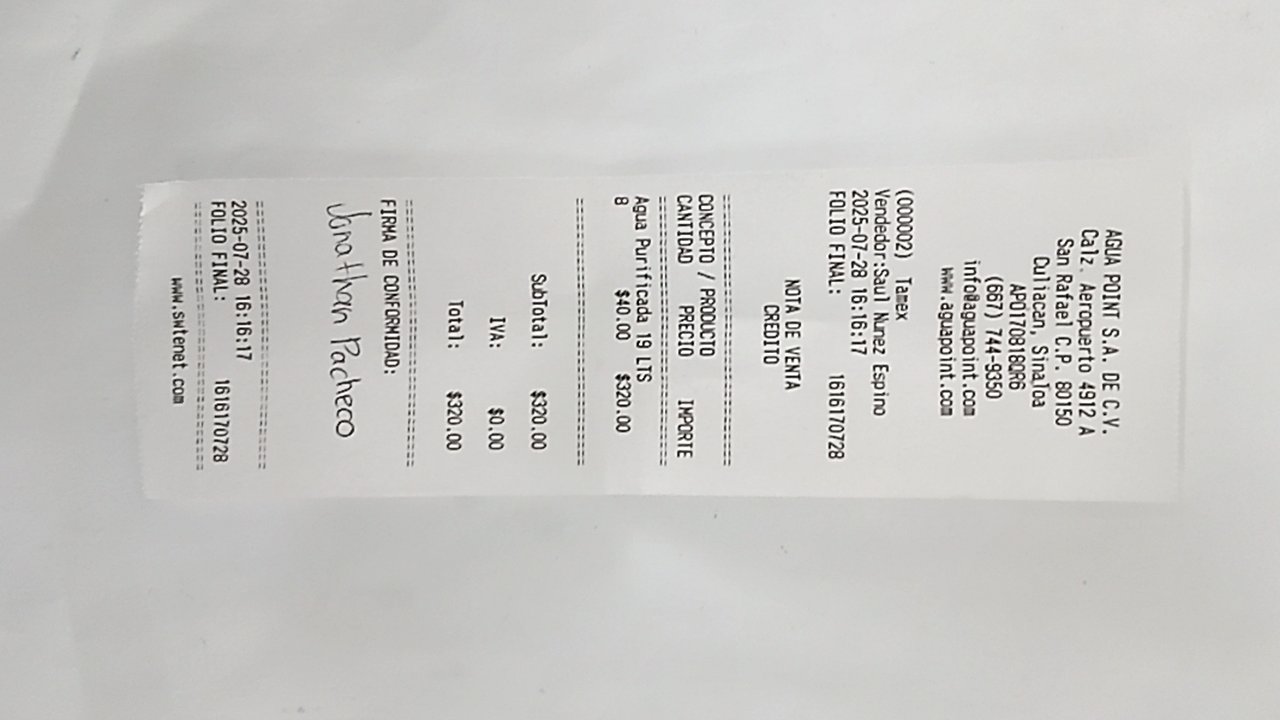 AGUA POINT S.A. DE C.V.
Calz. Aeropuerto 4912 A
San Rafael C.P. 80150
Culiacan, Sinaloa
APO170818QR6
(667) 744-9350
info@aguapoint.com
www.aguapoint.com
(000002) Tamex
Vendedor:Saul Nunez Espino
2025-07-28 16:16:17
FOLIO FINAL: 1616170728
NOTA DE VENTA
CREDITO
CONCEPTO / PRODUCTO
CANTIDAD PRECIO IMPORTE
Agua Purificada 19 LTS
8 $40.00 $320.00
SubTotal: $320.00
IVA: $0.00
Total: $320.00
FIRMA DE CONFORMIDAD:
Jonathan Pacheco
2025-07-28 16:16:17
FOLIO FINAL: 1616170728
www.swtenet.com